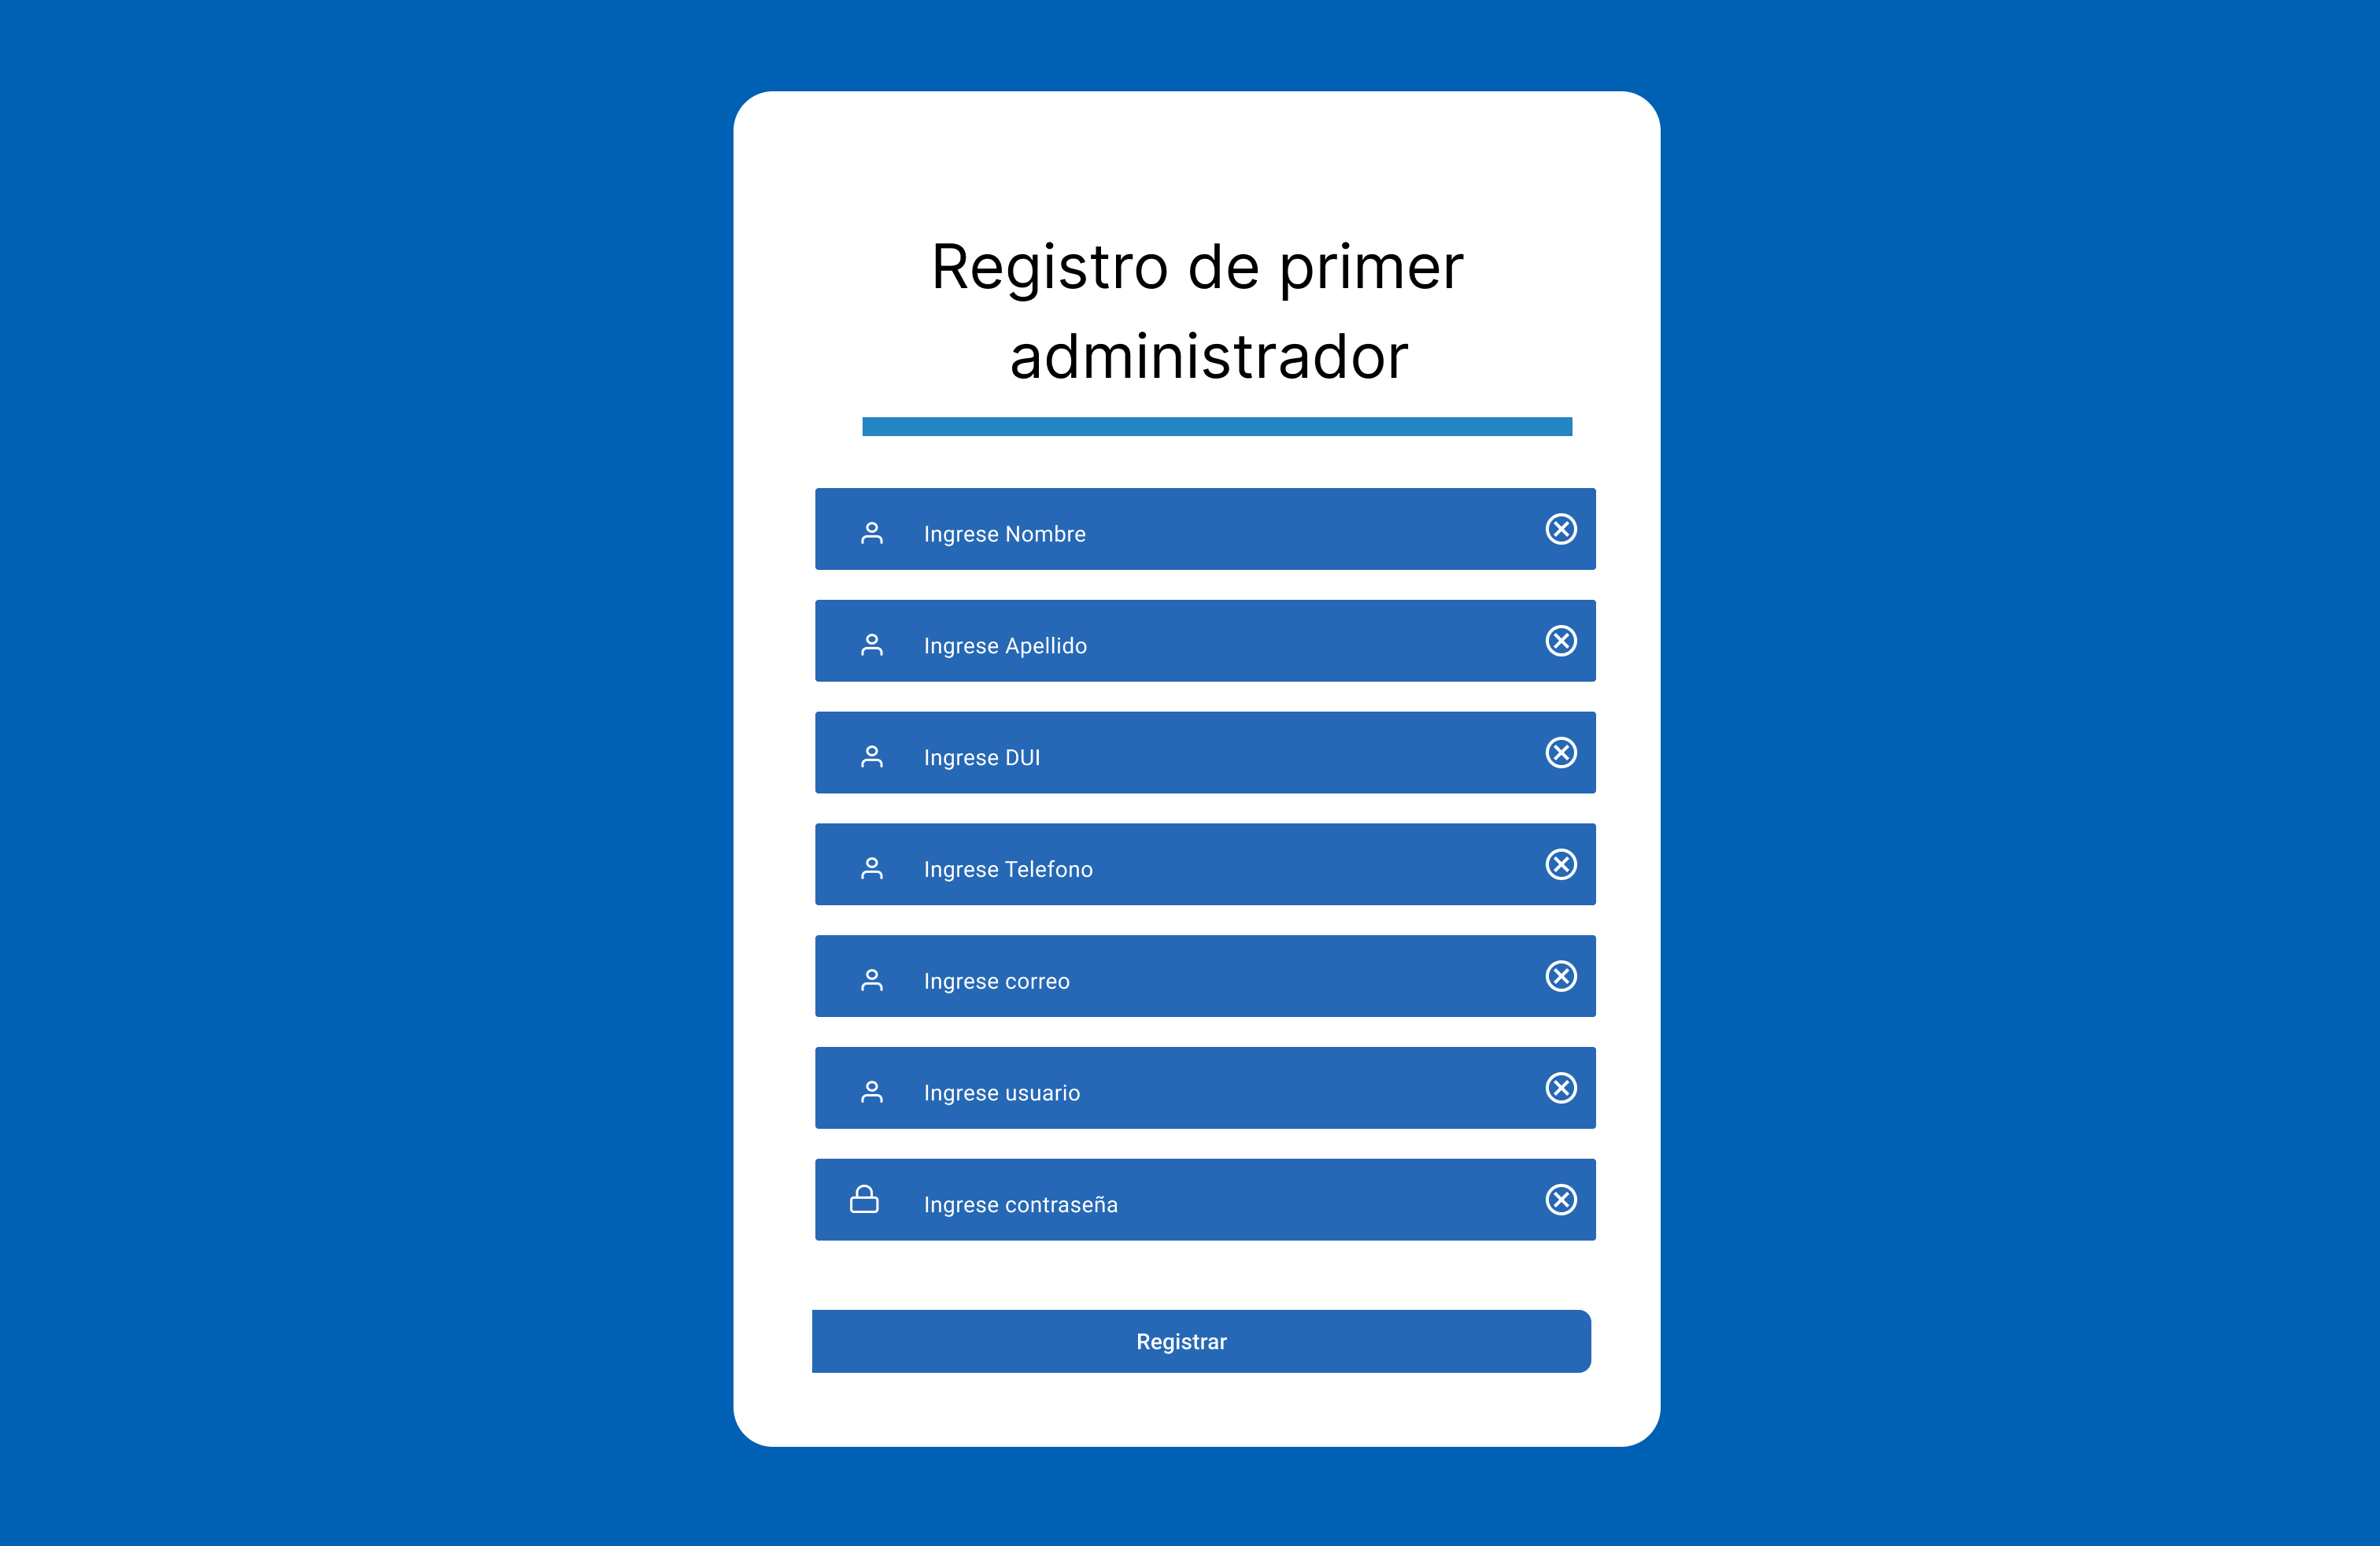 Registro de primer
administrador
Ingrese Nombre
Ingrese Apellido
Ingrese DUI
Ingrese Telefono
Ingrese correo
Ingrese usuario
Ingrese contraseña
Registrar